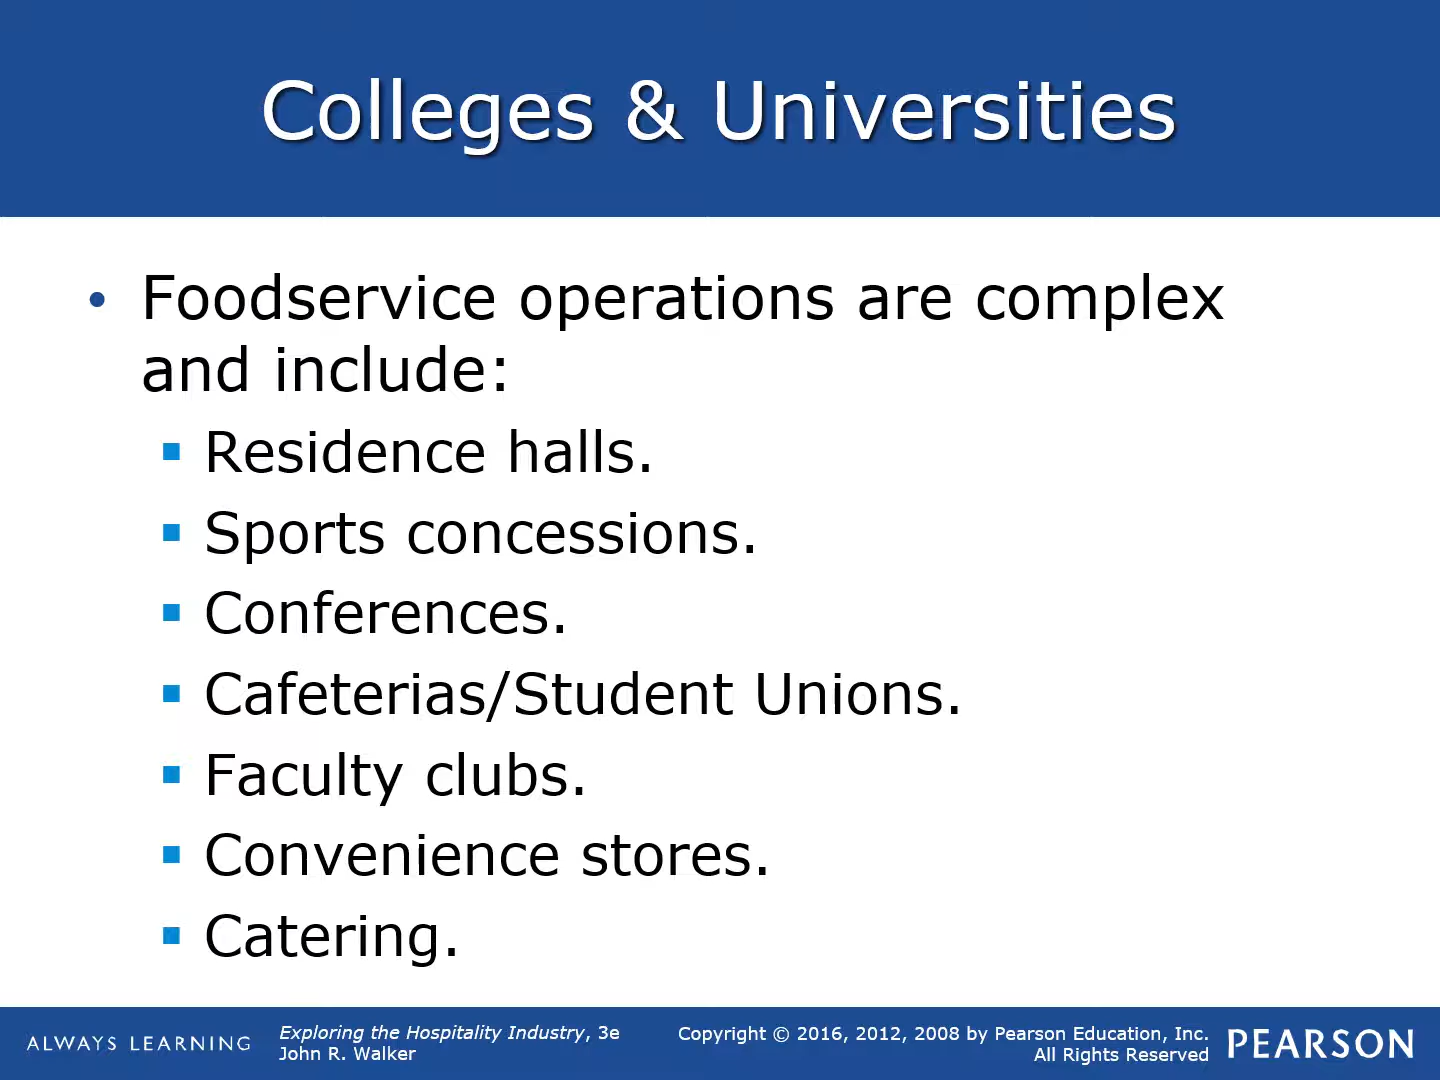 Colleges & Universities
• Foodservice operations are complex
and include:
▪ Residence halls.
▪ Sports concessions.
▪ Conferences.
▪ Cafeterias/Student Unions.
▪ Faculty clubs.
▪ Convenience stores.
▪ Catering.
ALWAYS LEARNING
Exploring the Hospitality Industry, 3e
John R. Walker
Copyright © 2016, 2012, 2008 by Pearson Education, Inc.
All Rights Reserved
PEARSON